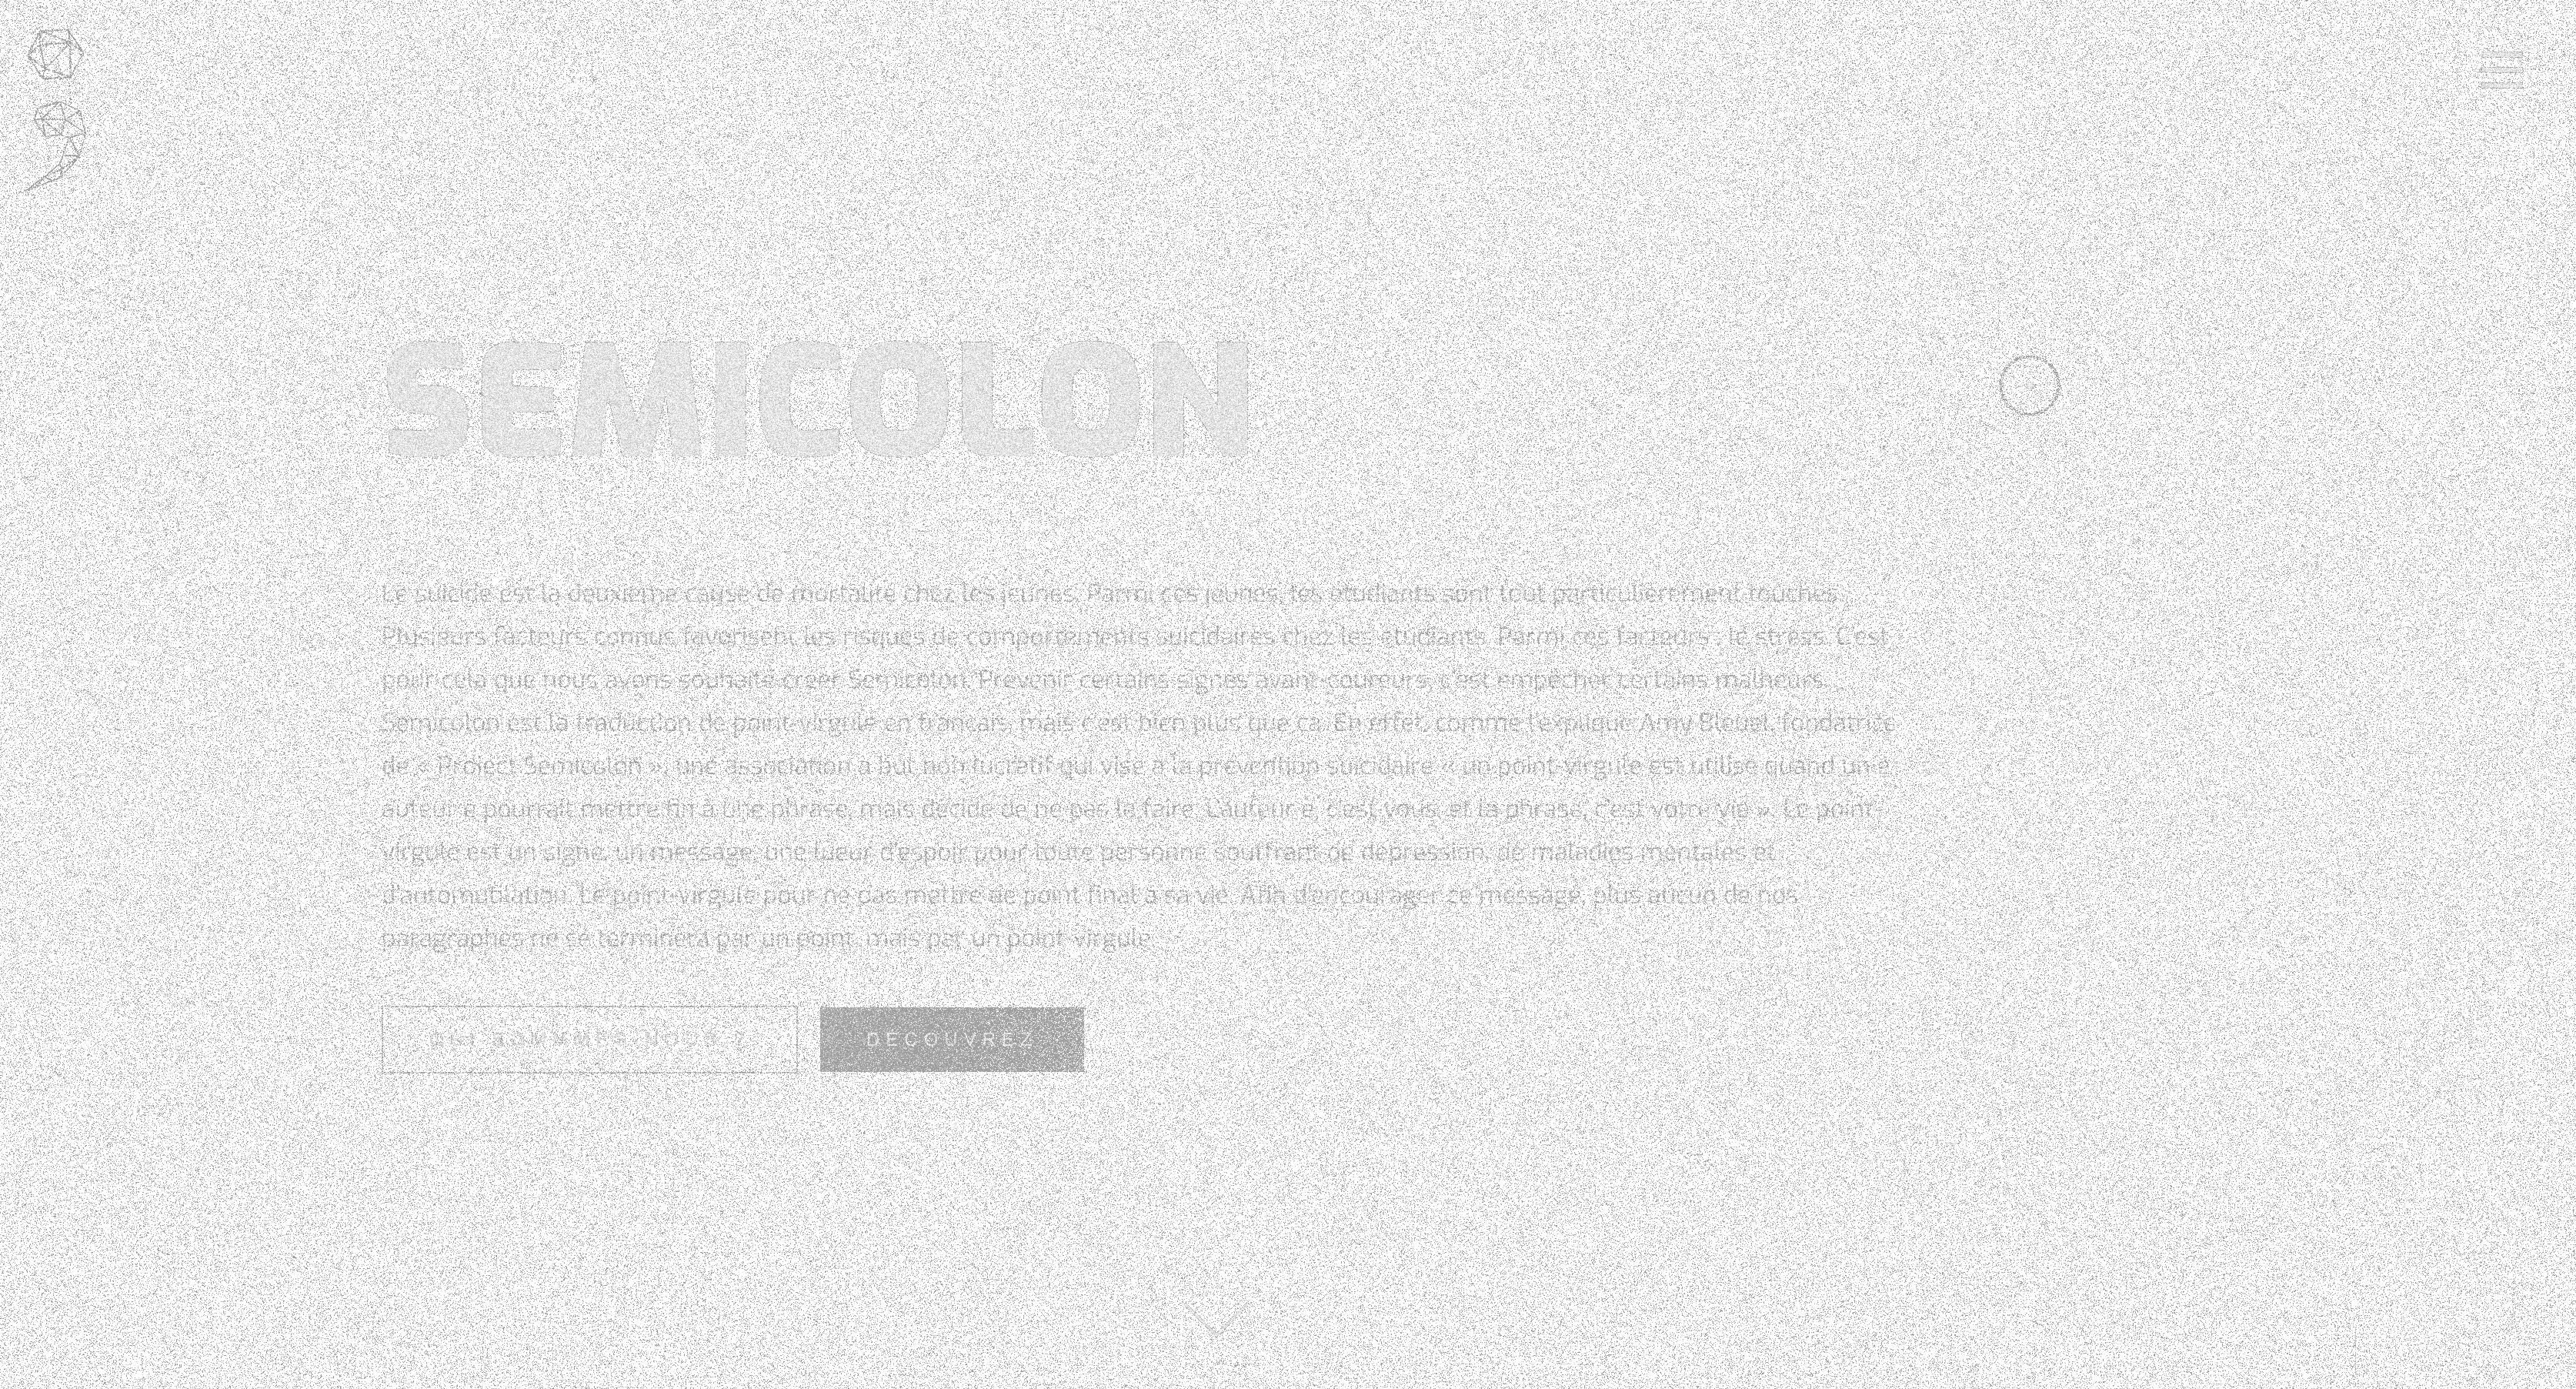 SEMICOLON
Le suicide est la deuxième cause de mortalité chez les jeunes. Parmi ces jeunes, les étudiants sont tout particulièrement touchés.
Plusieurs facteurs connus favorisent les risques de comportements suicidaires chez les étudiants. Parmi ces facteurs : le stress. C'est
pour cela que nous avons souhaité créer Semicolon. Prévenir certains signes avant-coureurs, c'est empêcher certains malheurs.
Semicolon est la traduction de point-virgule en français, mais c'est bien plus que ça. En effet, comme l'explique Amy Bleuel, fondatrice
de « Project Semicolon », une association à but non lucratif qui vise à la prévention suicidaire « un point-virgule est utilisé quand un·e
auteur·e pourrait mettre fin à une phrase, mais décide de ne pas le faire. L'auteur·e, c'est vous, et la phrase, c'est votre vie ». Le point-
virgule est un signe, un message, une lueur d'espoir pour toute personne souffrant de dépression, de maladies mentales et
d'automutilation. Le point-virgule pour ne pas mettre de point final à sa vie. Afin d'encourager ce message, plus aucun de nos
paragraphes ne se terminera par un point, mais par un point-virgule
DECOUVREZ